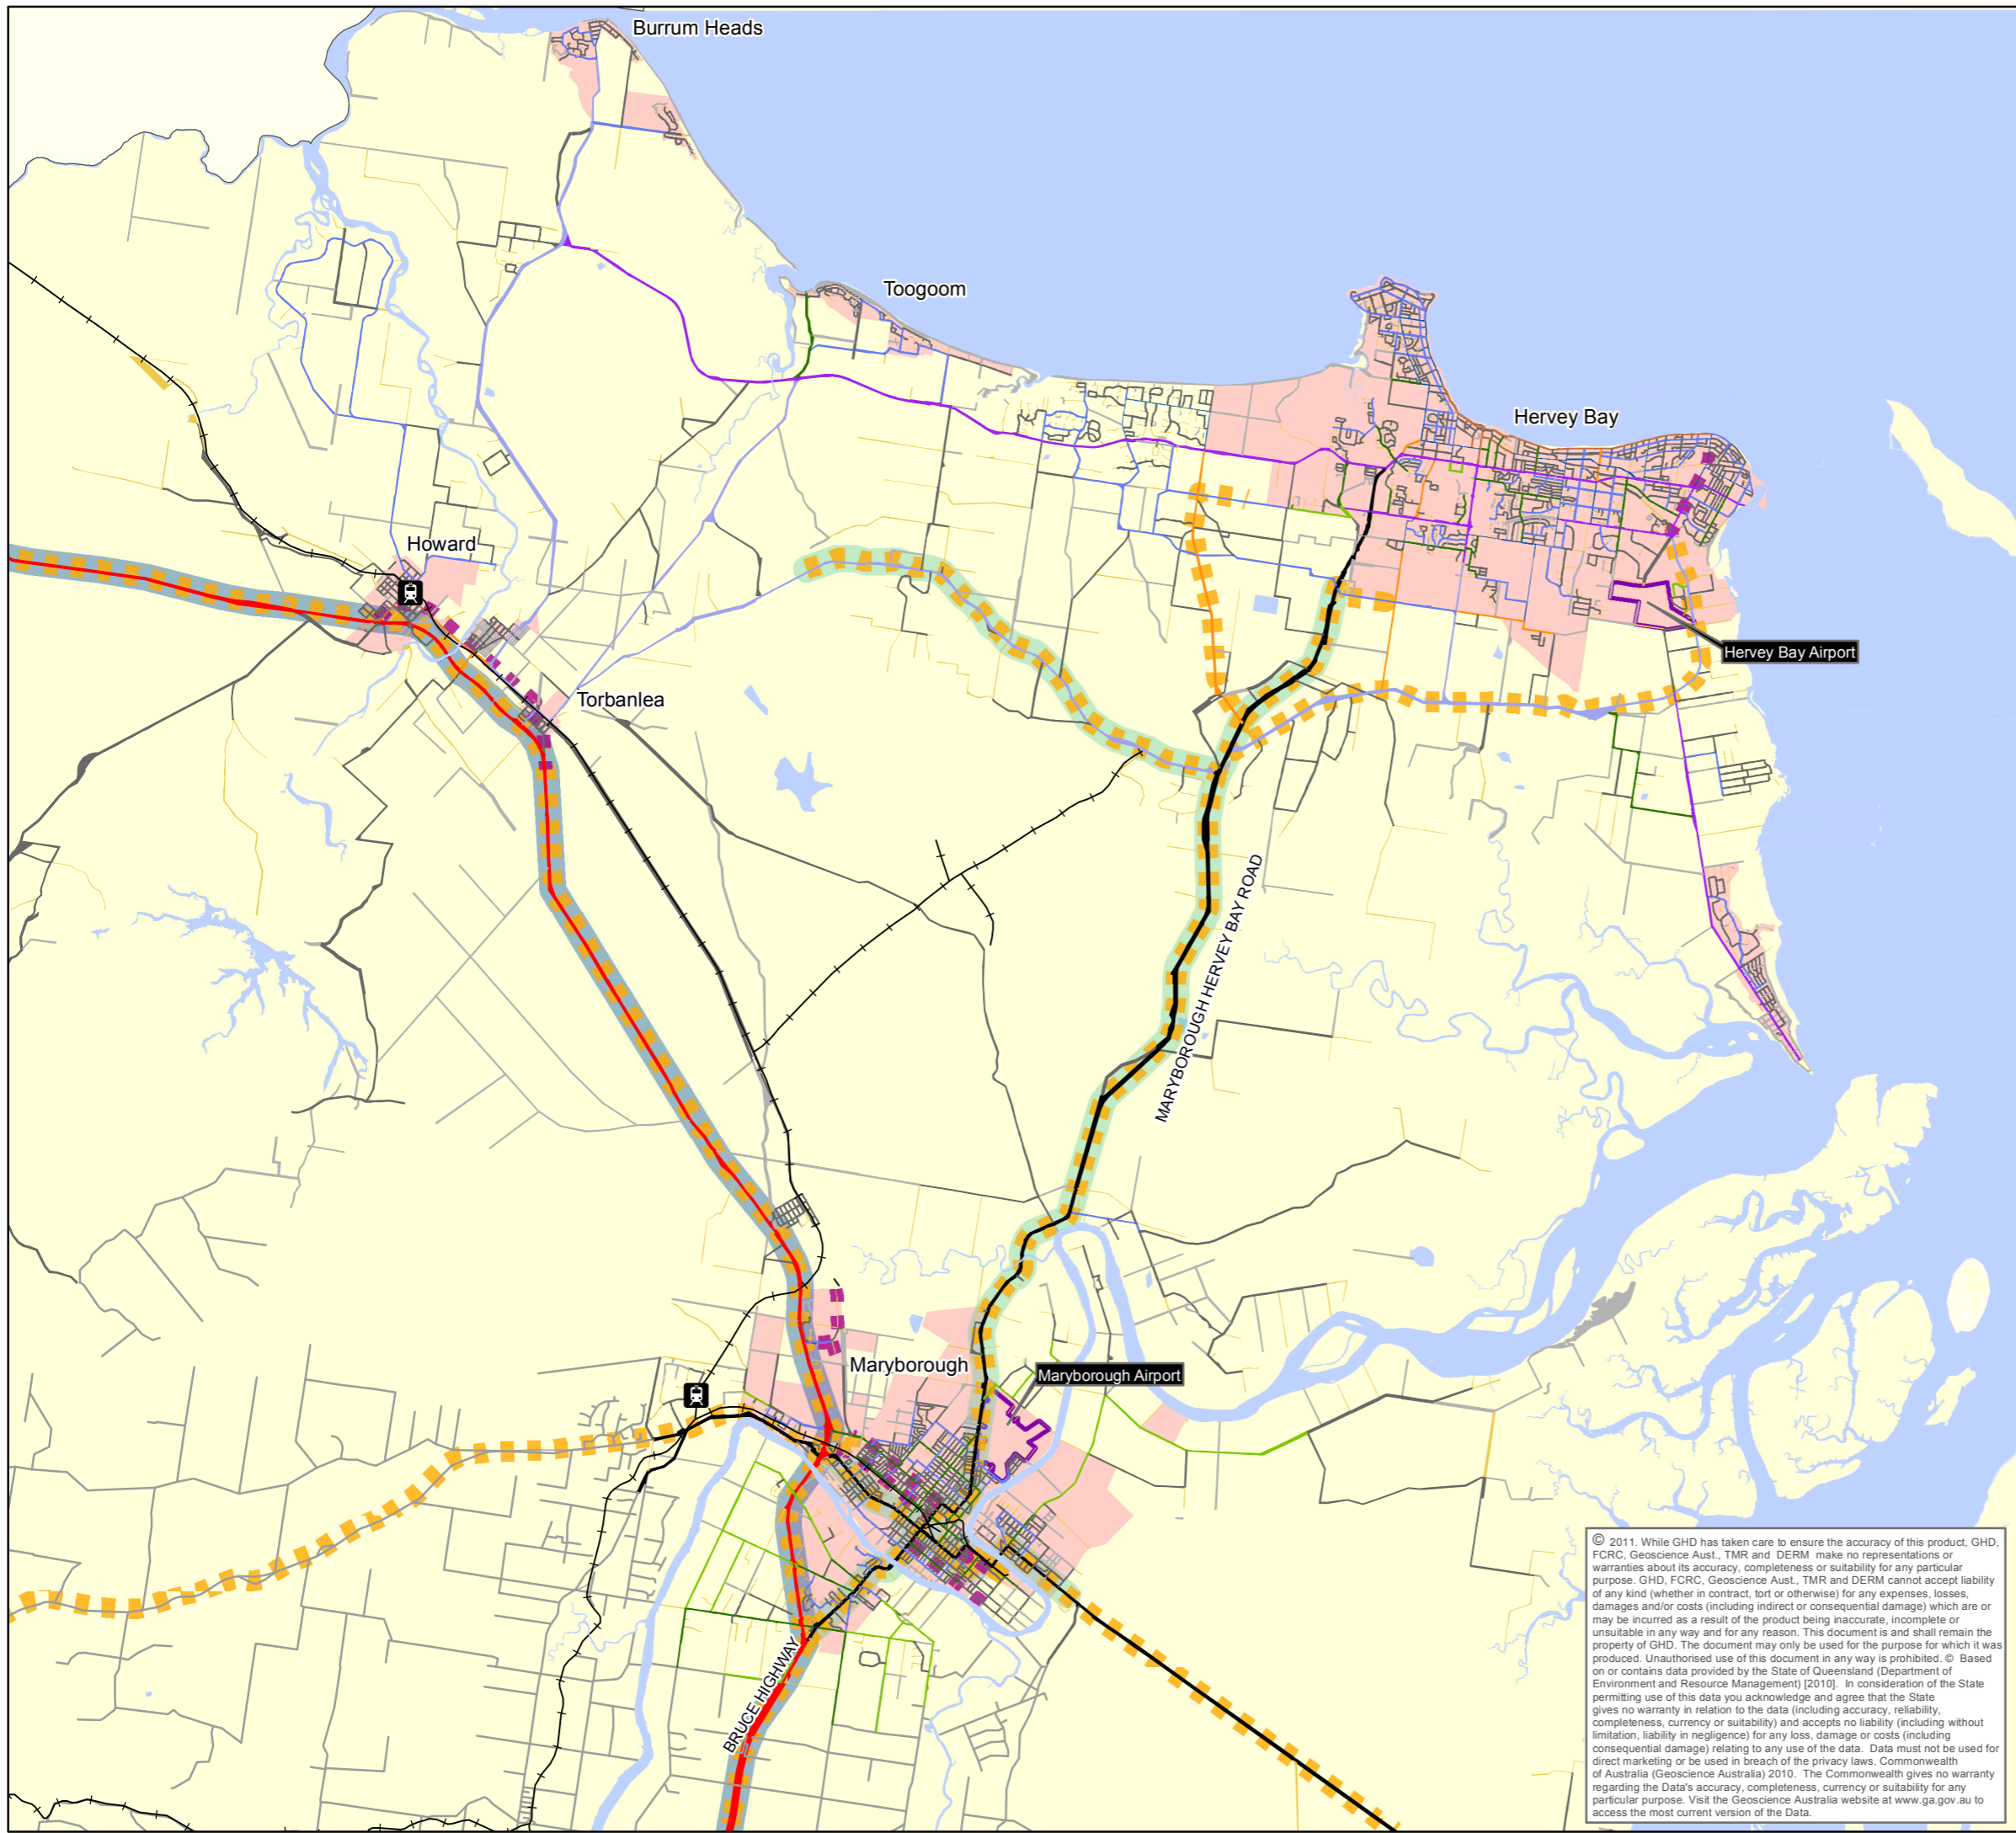 Burrum Heads
Toogoom
Hervey Bay
Howard
Hervey Bay Airport
Torbanlea
MARYBOROUGH HERVEY BAY ROAD
Maryborough
Maryborough Airport
BRUCE HIGHWAY
© 2011. While GHD has taken care to ensure the accuracy of this product, GHD,
FCRC, Geoscience Aust., TMR and DERM make no representations or
warranties about its accuracy, completeness or suitability for any particular
purpose. GHD, FCRC, Geoscience Aust., TMR and DERM cannot accept liability
of any kind (whether in contract, tort or otherwise) for any expenses, losses,
damages and/or costs (including indirect or consequential damage) which are or
may be incurred as a result of the product being inaccurate, incomplete or
unsuitable in any way and for any reason. This document is and shall remain the
property of GHD. The document may only be used for the purpose for which it was
produced. Unauthorised use of this document in any way is prohibited. © Based
on or contains data provided by the State of Queensland (Department of
Environment and Resource Management) [2010]. In consideration of the State
permitting use of this data you acknowledge and agree that the State
gives no warranty in relation to the data (including accuracy, reliability,
completeness, currency or suitability) and accepts no liability (including without
limitation, liability in negligence) for any loss, damage or costs (including
consequential damage) relating to any use of the data. Data must not be used for
direct marketing or be used in breach of the privacy laws. Commonwealth
of Australia (Geoscience Australia) 2010. The Commonwealth gives no warranty
regarding the Data's accuracy, completeness, currency or suitability for any
particular purpose. Visit the Geoscience Australia website at www.ga.gov.au to
access the most current version of the Data.